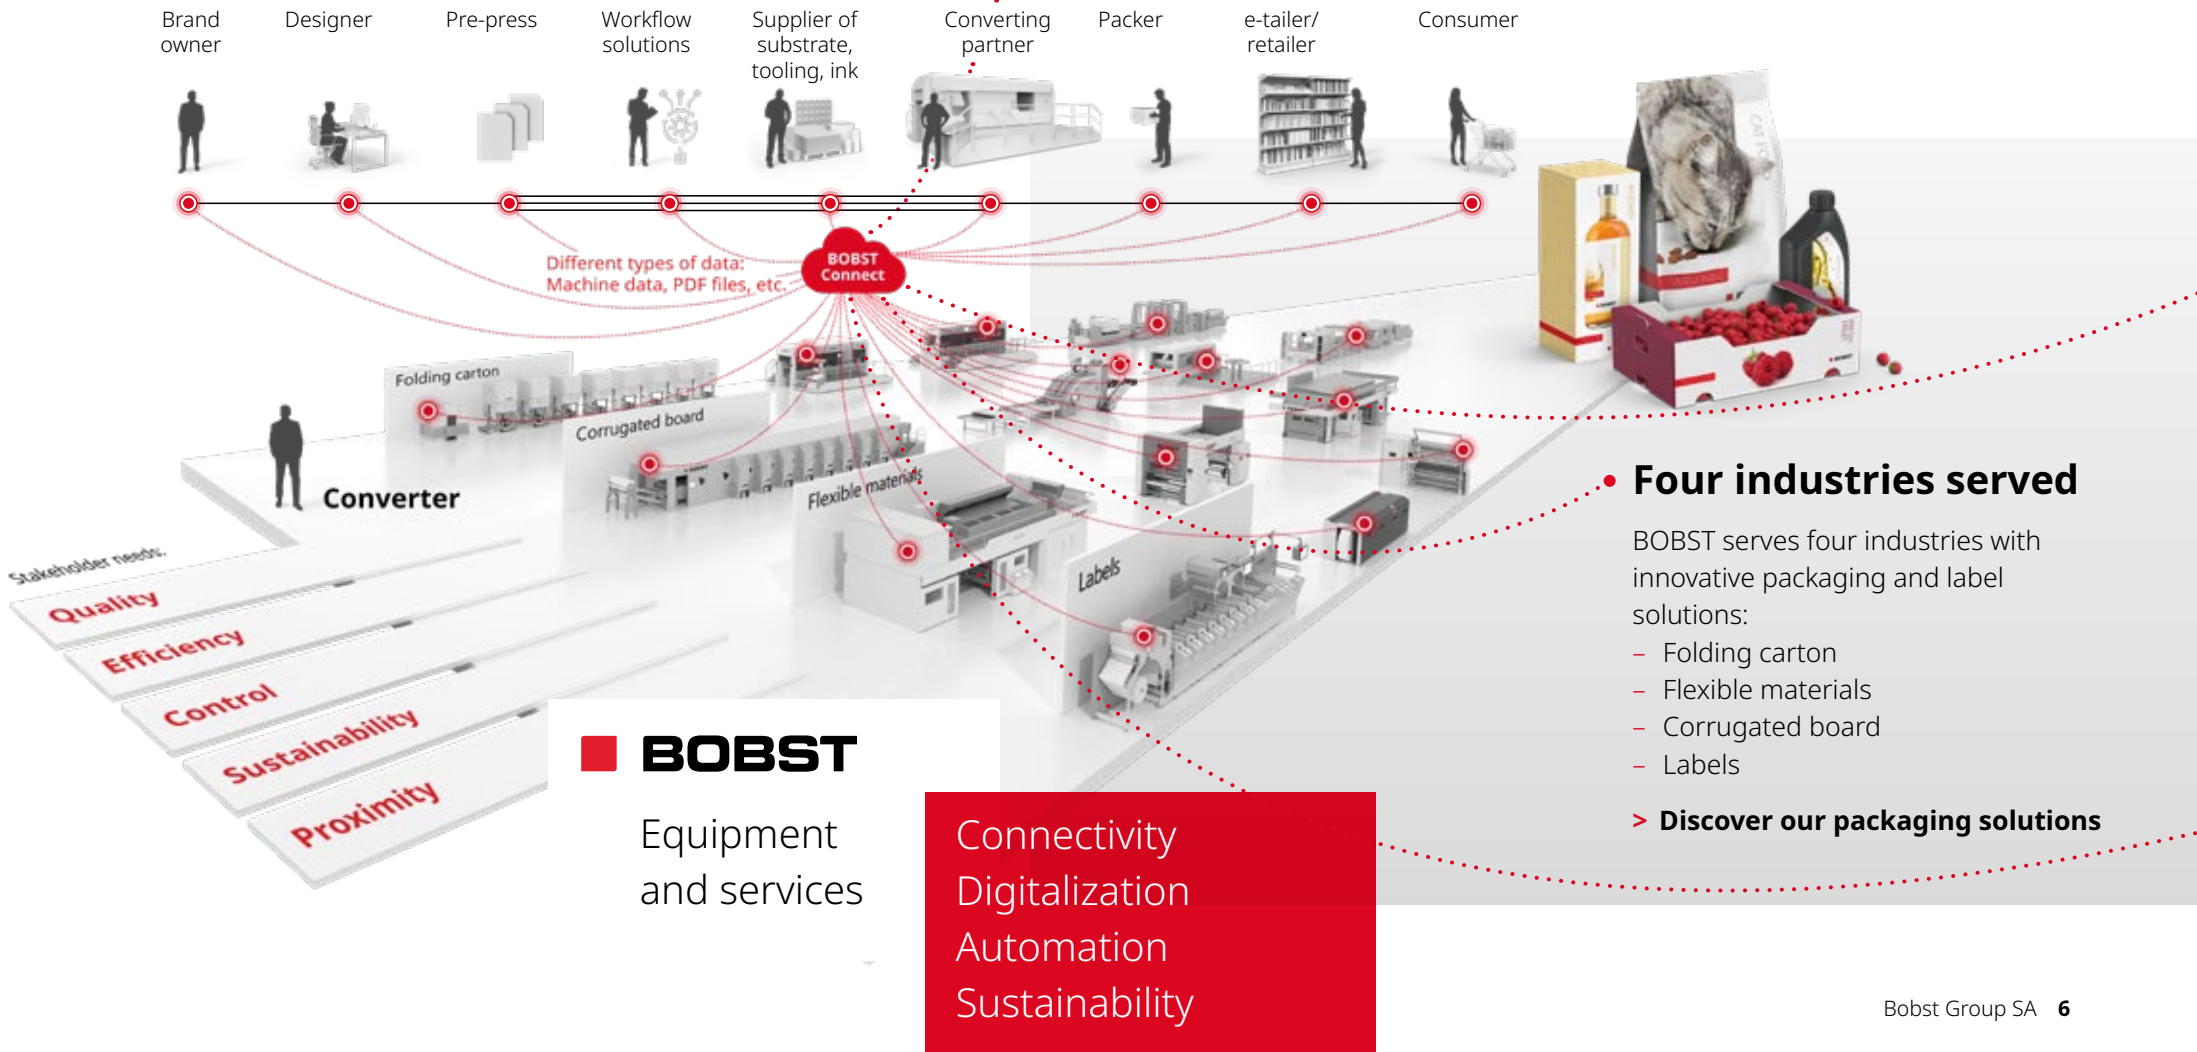 Brand
owner
Designer
Pre-press
Workflow
solutions
Supplier of
substrate,
tooling, ink
Converting
partner
Packer
e-tailer/
retailer
Consumer
Different types of data:
Machine data, PDF files, etc.
BOBST
Connect
CAT FOOD
Folding carton
Corrugated board
Flexible materials
Labels
Converter
Stakeholder needs:
Quality
Efficiency
Control
Sustainability
Proximity
BOBST
Equipment
and services
Connectivity
Digitalization
Automation
Sustainability
Four industries served
BOBST serves four industries with
innovative packaging and label
solutions:
– Folding carton
– Flexible materials
– Corrugated board
– Labels
> Discover our packaging solutions
Bobst Group SA 6